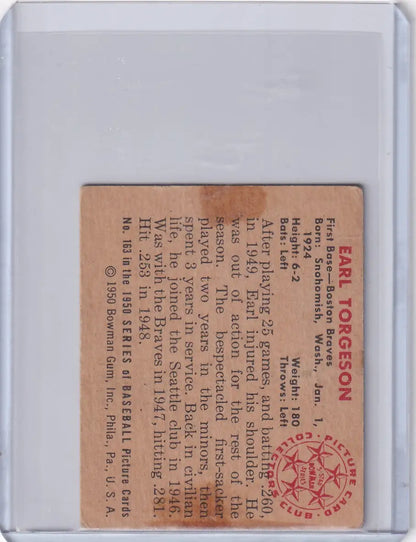 EARL TORGESON
First Base—Boston Braves
Born: Snohomish, Wash., Jan. 1,
1924
Height: 6-2 Weight: 180
Bats: Left Throws: Left
After playing 25 games, and batting .260,
in 1949, Earl injured his shoulder. He
was out of action for the rest of the
season. The bespectacled first-sacker
played two years in the minors, then
spent 3 years in service. Back in civilian
life, he joined the Seattle club in 1946.
Was with the Braves in 1947, hitting .281.
Hit .253 in 1948.
No. 163 in the 1950 SERIES of BASEBALL Picture Cards
© 1950 Bowman Gum, Inc., Phila., Pa., U. S. A.
PICTURE CARD
COLLECTORS CLUB
BOWMAN